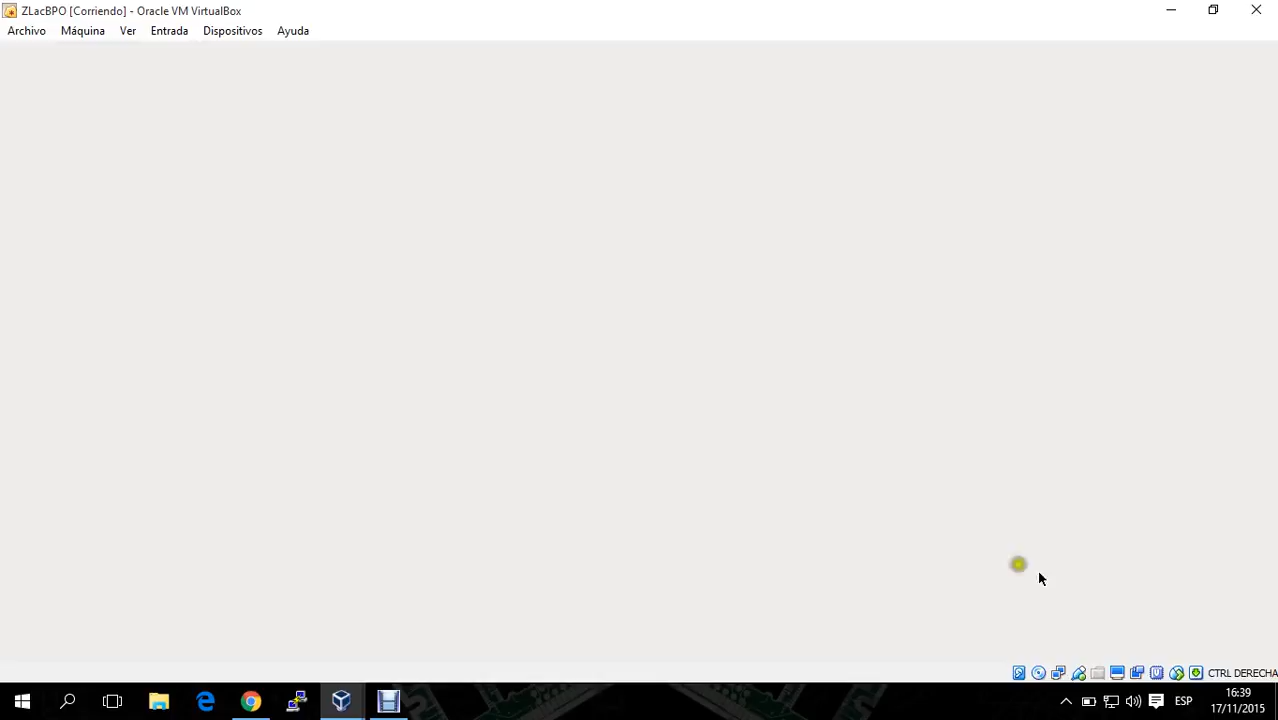 ZLacBPO [Corriendo] - Oracle VM VirtualBox
Archivo Máquina Ver Entrada Dispositivos Ayuda
CTRL DERECHA
ESP
16:39
17/11/2015